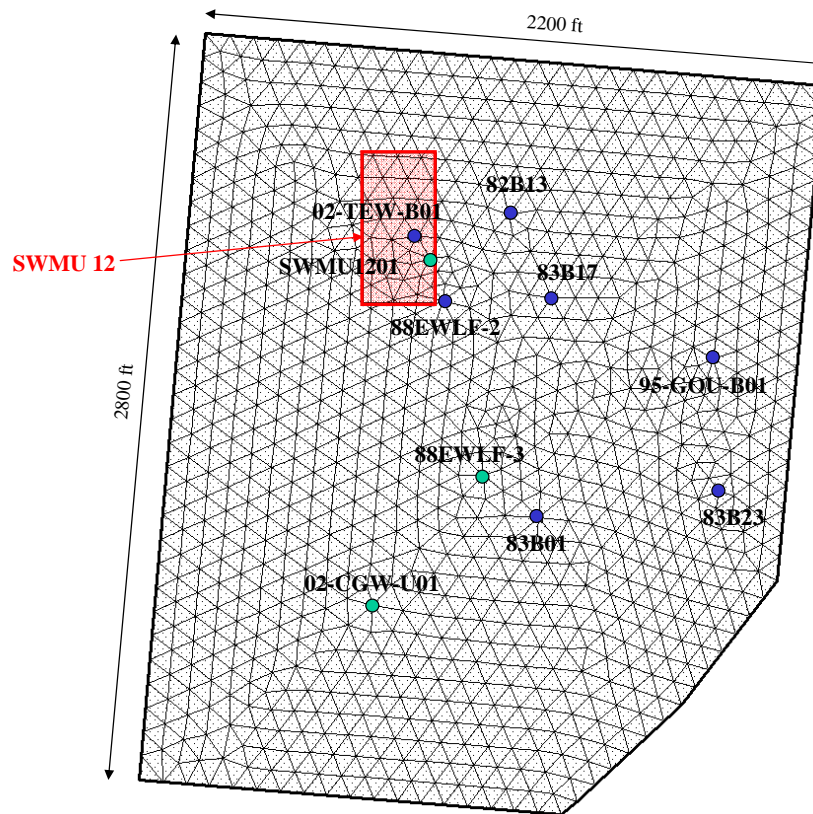 2200 ft
82B13
02-TEW-B01
SWMU 12
SWMU1201
83B17
88EWLF-2
2800 ft
95-GOU-B01
88EWLF-3
83B23
83B01
02-CGW-U01